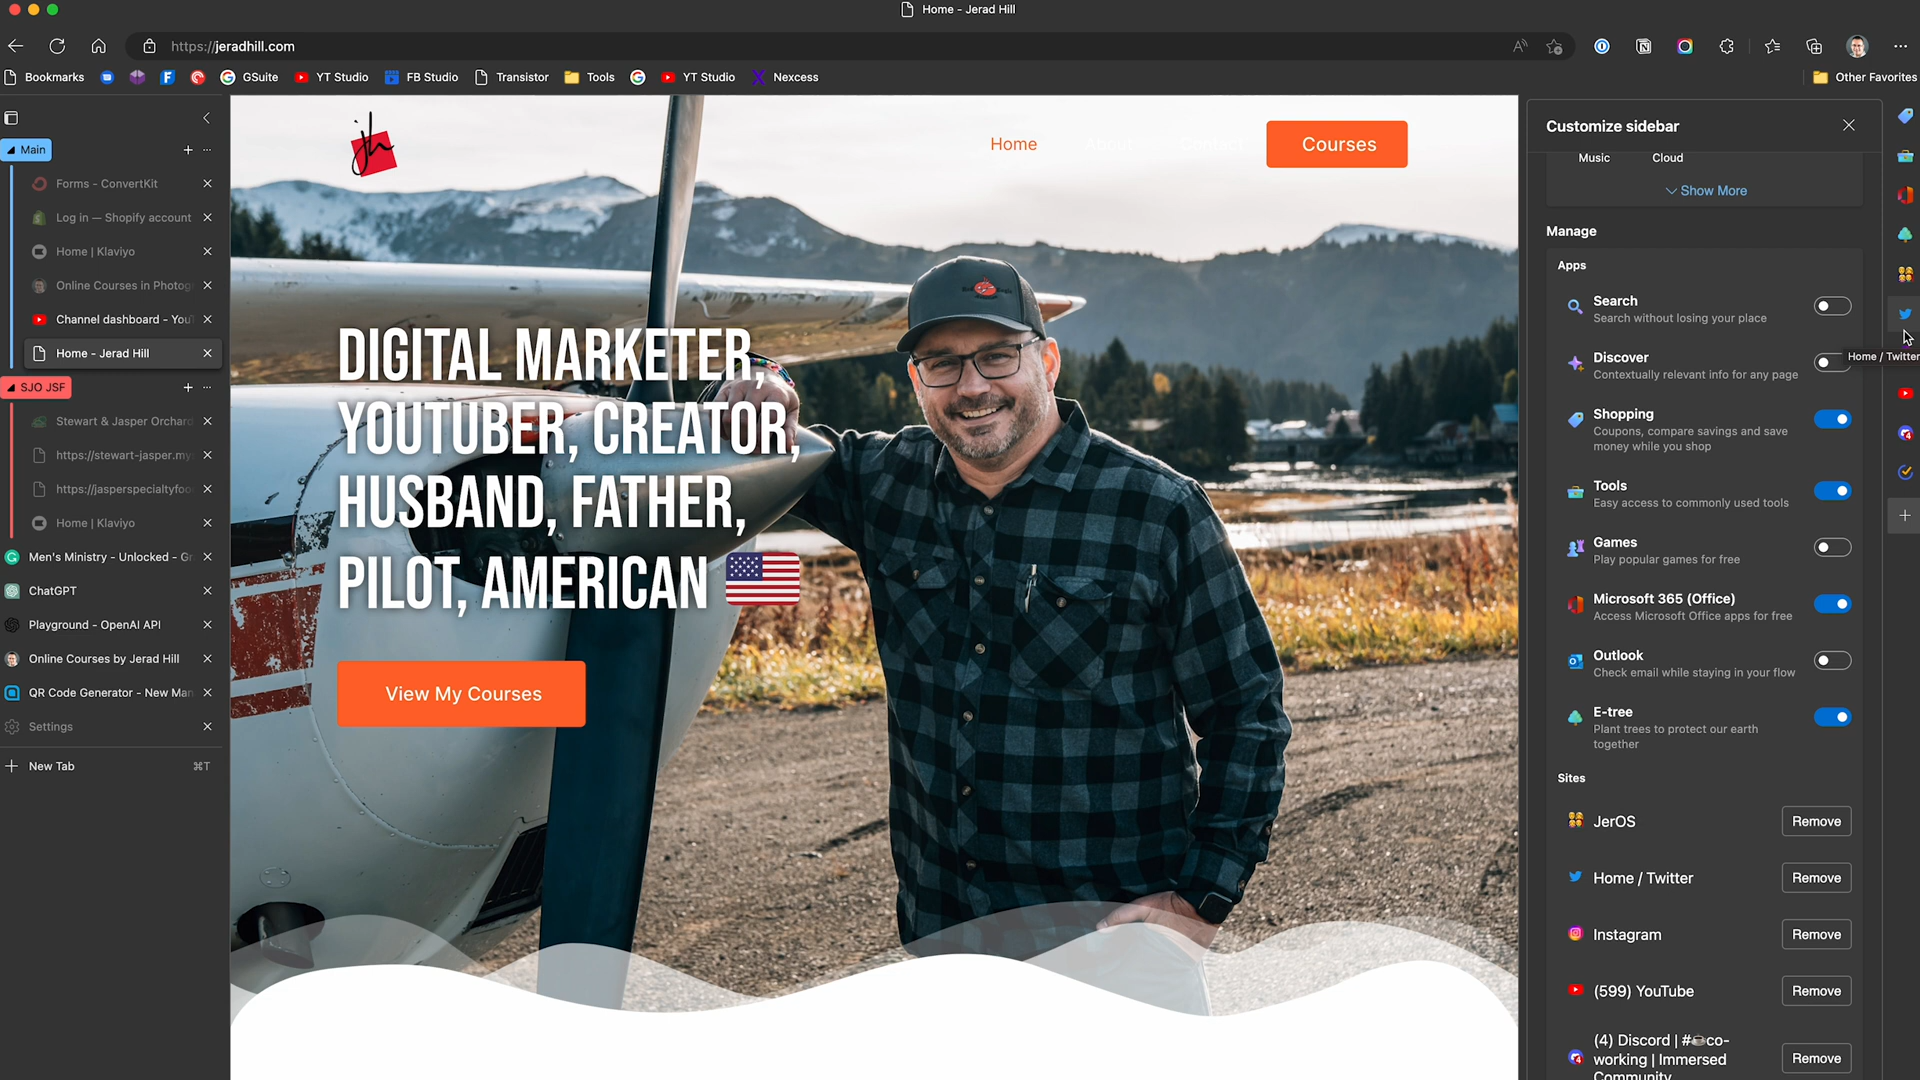 Home - Jerad Hill
https://jeradhill.com
Bookmarks
GSuite
YT Studio
FB Studio
Transistor
Tools
YT Studio
Nexcess
Other Favorites
Main
Forms - ConvertKit
Log in — Shopify account
Home | Klaviyo
Online Courses in Photog
Channel dashboard - You
Home - Jerad Hill
SJO JSF
Stewart & Jasper Orchard
https://stewart-jasper.my
https://jasperspecialtyfoo
Home | Klaviyo
Men's Ministry - Unlocked - Gr
ChatGPT
Playground - OpenAI API
Online Courses by Jerad Hill
QR Code Generator - New Man
Settings
New Tab ⌘T
jh
Home About Contact Courses
DIGITAL MARKETER,
YOUTUBER, CREATOR,
HUSBAND, FATHER,
PILOT, AMERICAN 🇺🇸
View My Courses
Customize sidebar
Music Cloud
Show More
Manage
Apps
Search
Search without losing your place
Discover
Contextually relevant info for any page
Shopping
Coupons, compare savings and save
money while you shop
Tools
Easy access to commonly used tools
Games
Play popular games for free
Microsoft 365 (Office)
Access Microsoft Office apps for free
Outlook
Check email while staying in your flow
E-tree
Plant trees to protect our earth
together
Sites
JerOS Remove
Home / Twitter Remove
Instagram Remove
(599) YouTube Remove
(4) Discord | #☕co-
working | Immersed Remove
Community
Home / Twitter